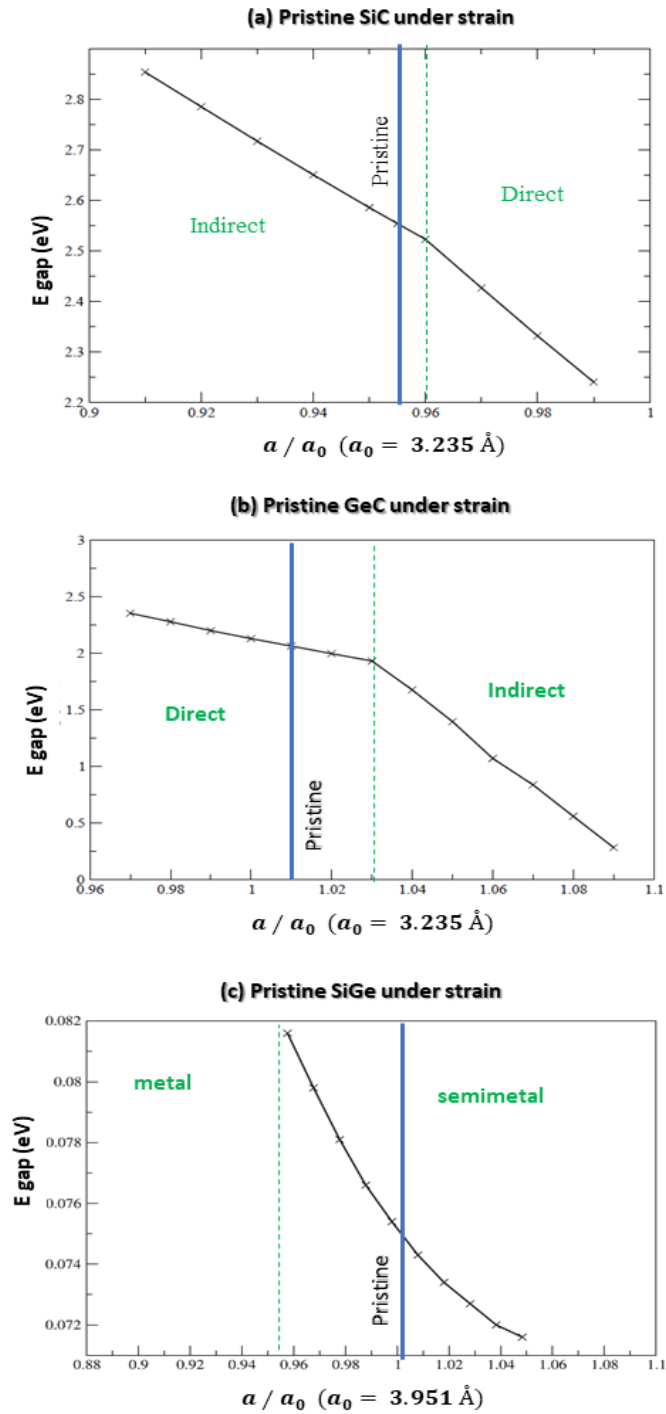 (a) Pristine SiC under strain
2.8
2.7
2.6
2.5
2.4
2.3
2.2
E gap (eV)
Indirect
Pristine
Direct
0.9 0.92 0.94 0.96 0.98 1
a / a₀ (a₀ = 3.235 Å)
(b) Pristine GeC under strain
3
2.5
2
1.5
1
0.5
0
E gap (eV)
Direct
Pristine
Indirect
0.96 0.98 1 1.02 1.04 1.06 1.08 1.1
a / a₀ (a₀ = 3.235 Å)
(c) Pristine SiGe under strain
0.082
0.08
0.078
0.076
0.074
0.072
E gap (eV)
metal
Pristine
semimetal
0.88 0.9 0.92 0.94 0.96 0.98 1 1.02 1.04 1.06 1.08 1.1
a / a₀ (a₀ = 3.951 Å)